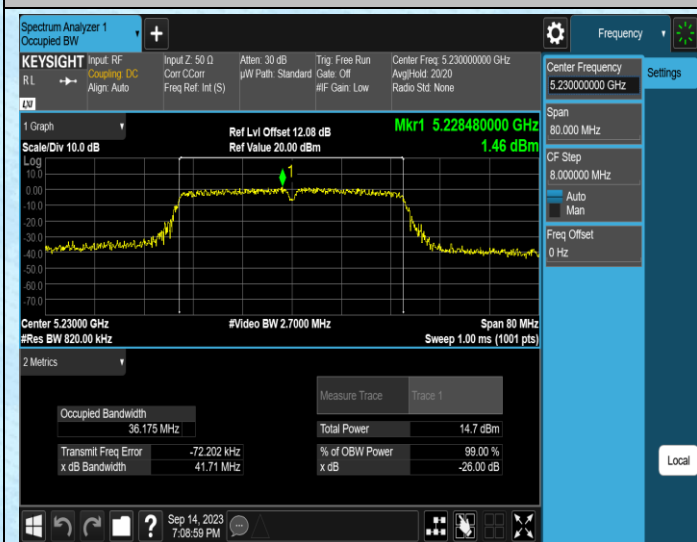 Spectrum Analyzer 1
Occupied BW
Frequency
KEYSIGHT
RL
LXI
Input: RF
Coupling: DC
Align: Auto
Input Z: 50 Ω
Corr CCorr
Freq Ref: Int (S)
Atten: 30 dB
µW Path: Standard
Trig: Free Run
Gate: Off
#IF Gain: Low
Center Freq: 5.230000000 GHz
Avg|Hold: 20/20
Radio Std: None
Center Frequency
5.230000000 GHz
Settings
Span
80.000 MHz
CF Step
8.000000 MHz
Auto
Man
Freq Offset
0 Hz
Local
1 Graph
Scale/Div 10.0 dB
Ref Lvl Offset 12.08 dB
Ref Value 20.00 dBm
Mkr1 5.228480000 GHz
1.46 dBm
Log
10.0
0.00
-10.0
-20.0
-30.0
-40.0
-50.0
-60.0
-70.0
1
Center 5.23000 GHz
#Video BW 2.7000 MHz
Span 80 MHz
#Res BW 820.00 kHz
Sweep 1.00 ms (1001 pts)
2 Metrics
Measure Trace
Trace 1
Occupied Bandwidth
36.175 MHz
Total Power
14.7 dBm
Transmit Freq Error
-72.202 kHz
% of OBW Power
99.00 %
x dB Bandwidth
41.71 MHz
x dB
-26.00 dB
Sep 14, 2023
7:08:59 PM